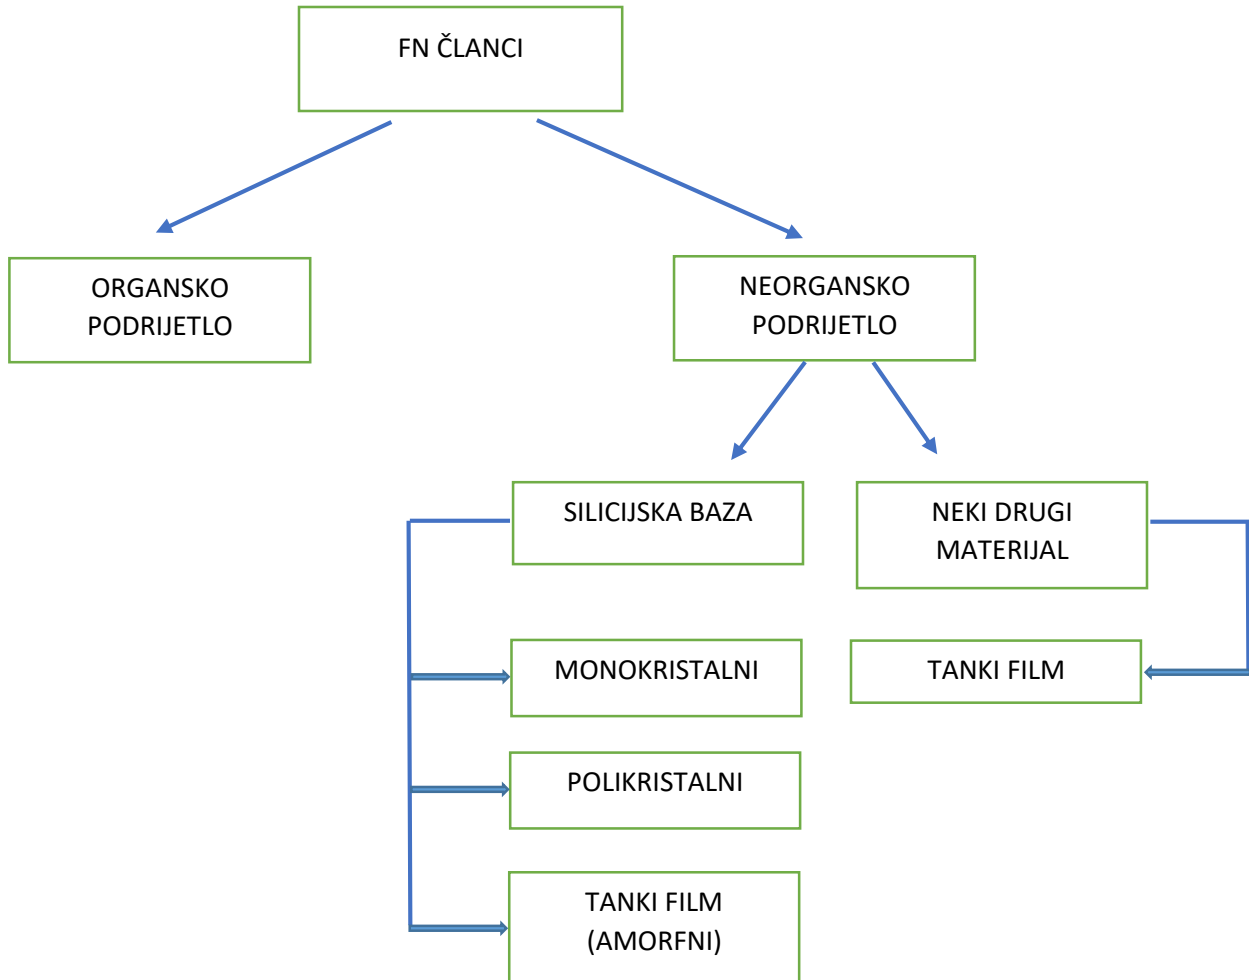 FN ČLANCI
ORGANSKO
PODRIJETLO
NEORGANSKO
PODRIJETLO
SILICIJSKA BAZA
NEKI DRUGI
MATERIJAL
MONOKRISTALNI
TANKI FILM
POLIKRISTALNI
TANKI FILM
(AMORFNI)